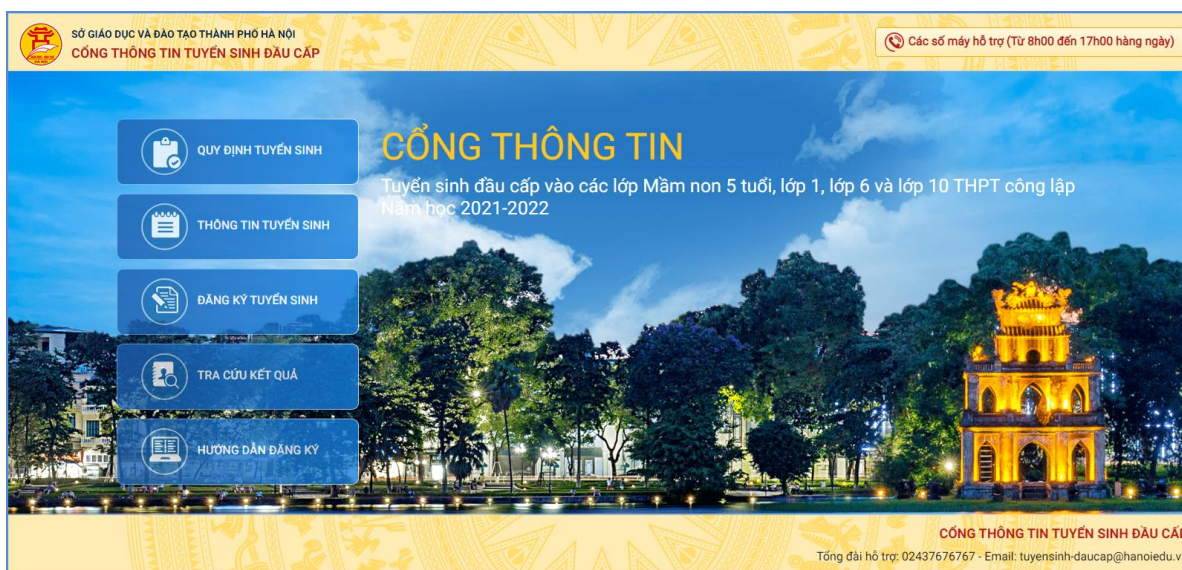 SỞ GIÁO DỤC VÀ ĐÀO TẠO THÀNH PHỐ HÀ NỘI
CỔNG THÔNG TIN TUYỂN SINH ĐẦU CẤP
Các số máy hỗ trợ (Từ 8h00 đến 17h00 hàng ngày)
QUY ĐỊNH TUYỂN SINH
THÔNG TIN TUYỂN SINH
ĐĂNG KÝ TUYỂN SINH
TRA CỨU KẾT QUẢ
HƯỚNG DẪN ĐĂNG KÝ
CỔNG THÔNG TIN
Tuyển sinh đầu cấp vào các lớp Mầm non 5 tuổi, lớp 1, lớp 6 và lớp 10 THPT công lập
Năm học 2021-2022
CỔNG THÔNG TIN TUYỂN SINH ĐẦU CẤP
Tổng đài hỗ trợ: 02437676767 - Email: tuyensinh-daucap@hanoiedu.v